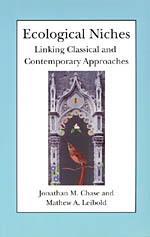 Ecological Niches
Linking Classical and
Contemporary Approaches
Jonathan M. Chase and
Mathew A. Leibold